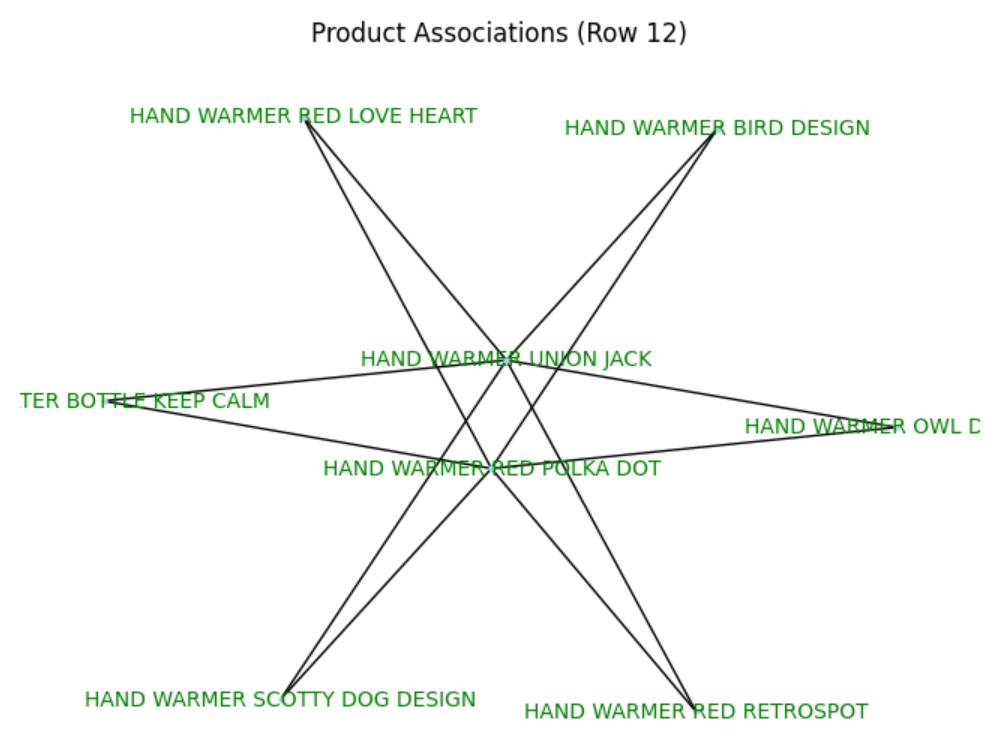 Product Associations (Row 12)
HAND WARMER RED LOVE HEART
HAND WARMER BIRD DESIGN
HAND WARMER UNION JACK
TER BOTTLE KEEP CALM
HAND WARMER OWL D
HAND WARMER RED POLKA DOT
HAND WARMER SCOTTY DOG DESIGN
HAND WARMER RED RETROSPOT